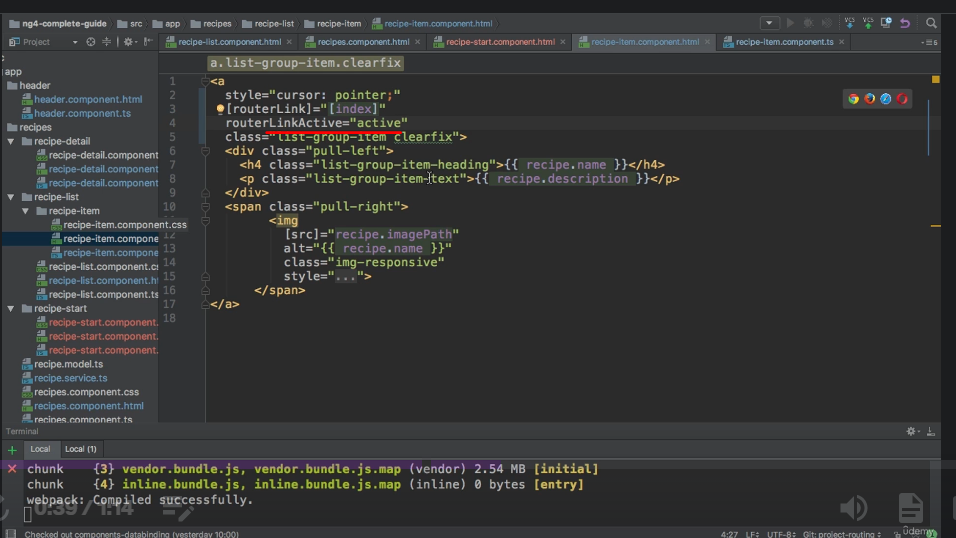 ng4-complete-guide src app recipes recipe-list recipe-item recipe-item.component.html
Project recipe-list.component.html recipes.component.html recipe-start.component.html recipe-item.component.html recipe-item.component.ts
a.list-group-item.clearfix
app
header
header.component.html
header.component.ts
recipes
recipe-detail
recipe-detail.component
recipe-detail.component
recipe-detail.component
recipe-list
recipe-item
recipe-item.component.css
recipe-item.compone
recipe-item.compone
recipe-list.component.cs
recipe-list.component.ht
recipe-list.component.ts
recipe-start
recipe-start.component.
recipe-start.component.
recipe-start.component.
recipe.model.ts
recipe.service.ts
recipes.component.css
recipes.component.html
recipes.component.ts
1 <a
2 style="cursor: pointer;"
3 [routerLink]="[index]"
4 routerLinkActive="active"
5 class="list-group-item clearfix">
6 <div class="pull-left">
7 <h4 class="list-group-item-heading">{{ recipe.name }}</h4>
8 <p class="list-group-item-text">{{ recipe.description }}</p>
9 </div>
10 <span class="pull-right">
<img
12 [src]="recipe.imagePath"
13 alt="{{ recipe.name }}"
14 class="img-responsive"
15 style="...">
16 </span>
17 </a>
18
Terminal
Local Local (1)
chunk {3} vendor.bundle.js, vendor.bundle.js.map (vendor) 2.54 MB [initial]
chunk {4} inline.bundle.js, inline.bundle.js.map (inline) 0 bytes [entry]
webpack: Compiled successfully.
0:39 / 1:14
udemy
Checked out components-databinding (yesterday 10:00) 4:27 LF÷ UTF-8÷ Git: project-routing÷